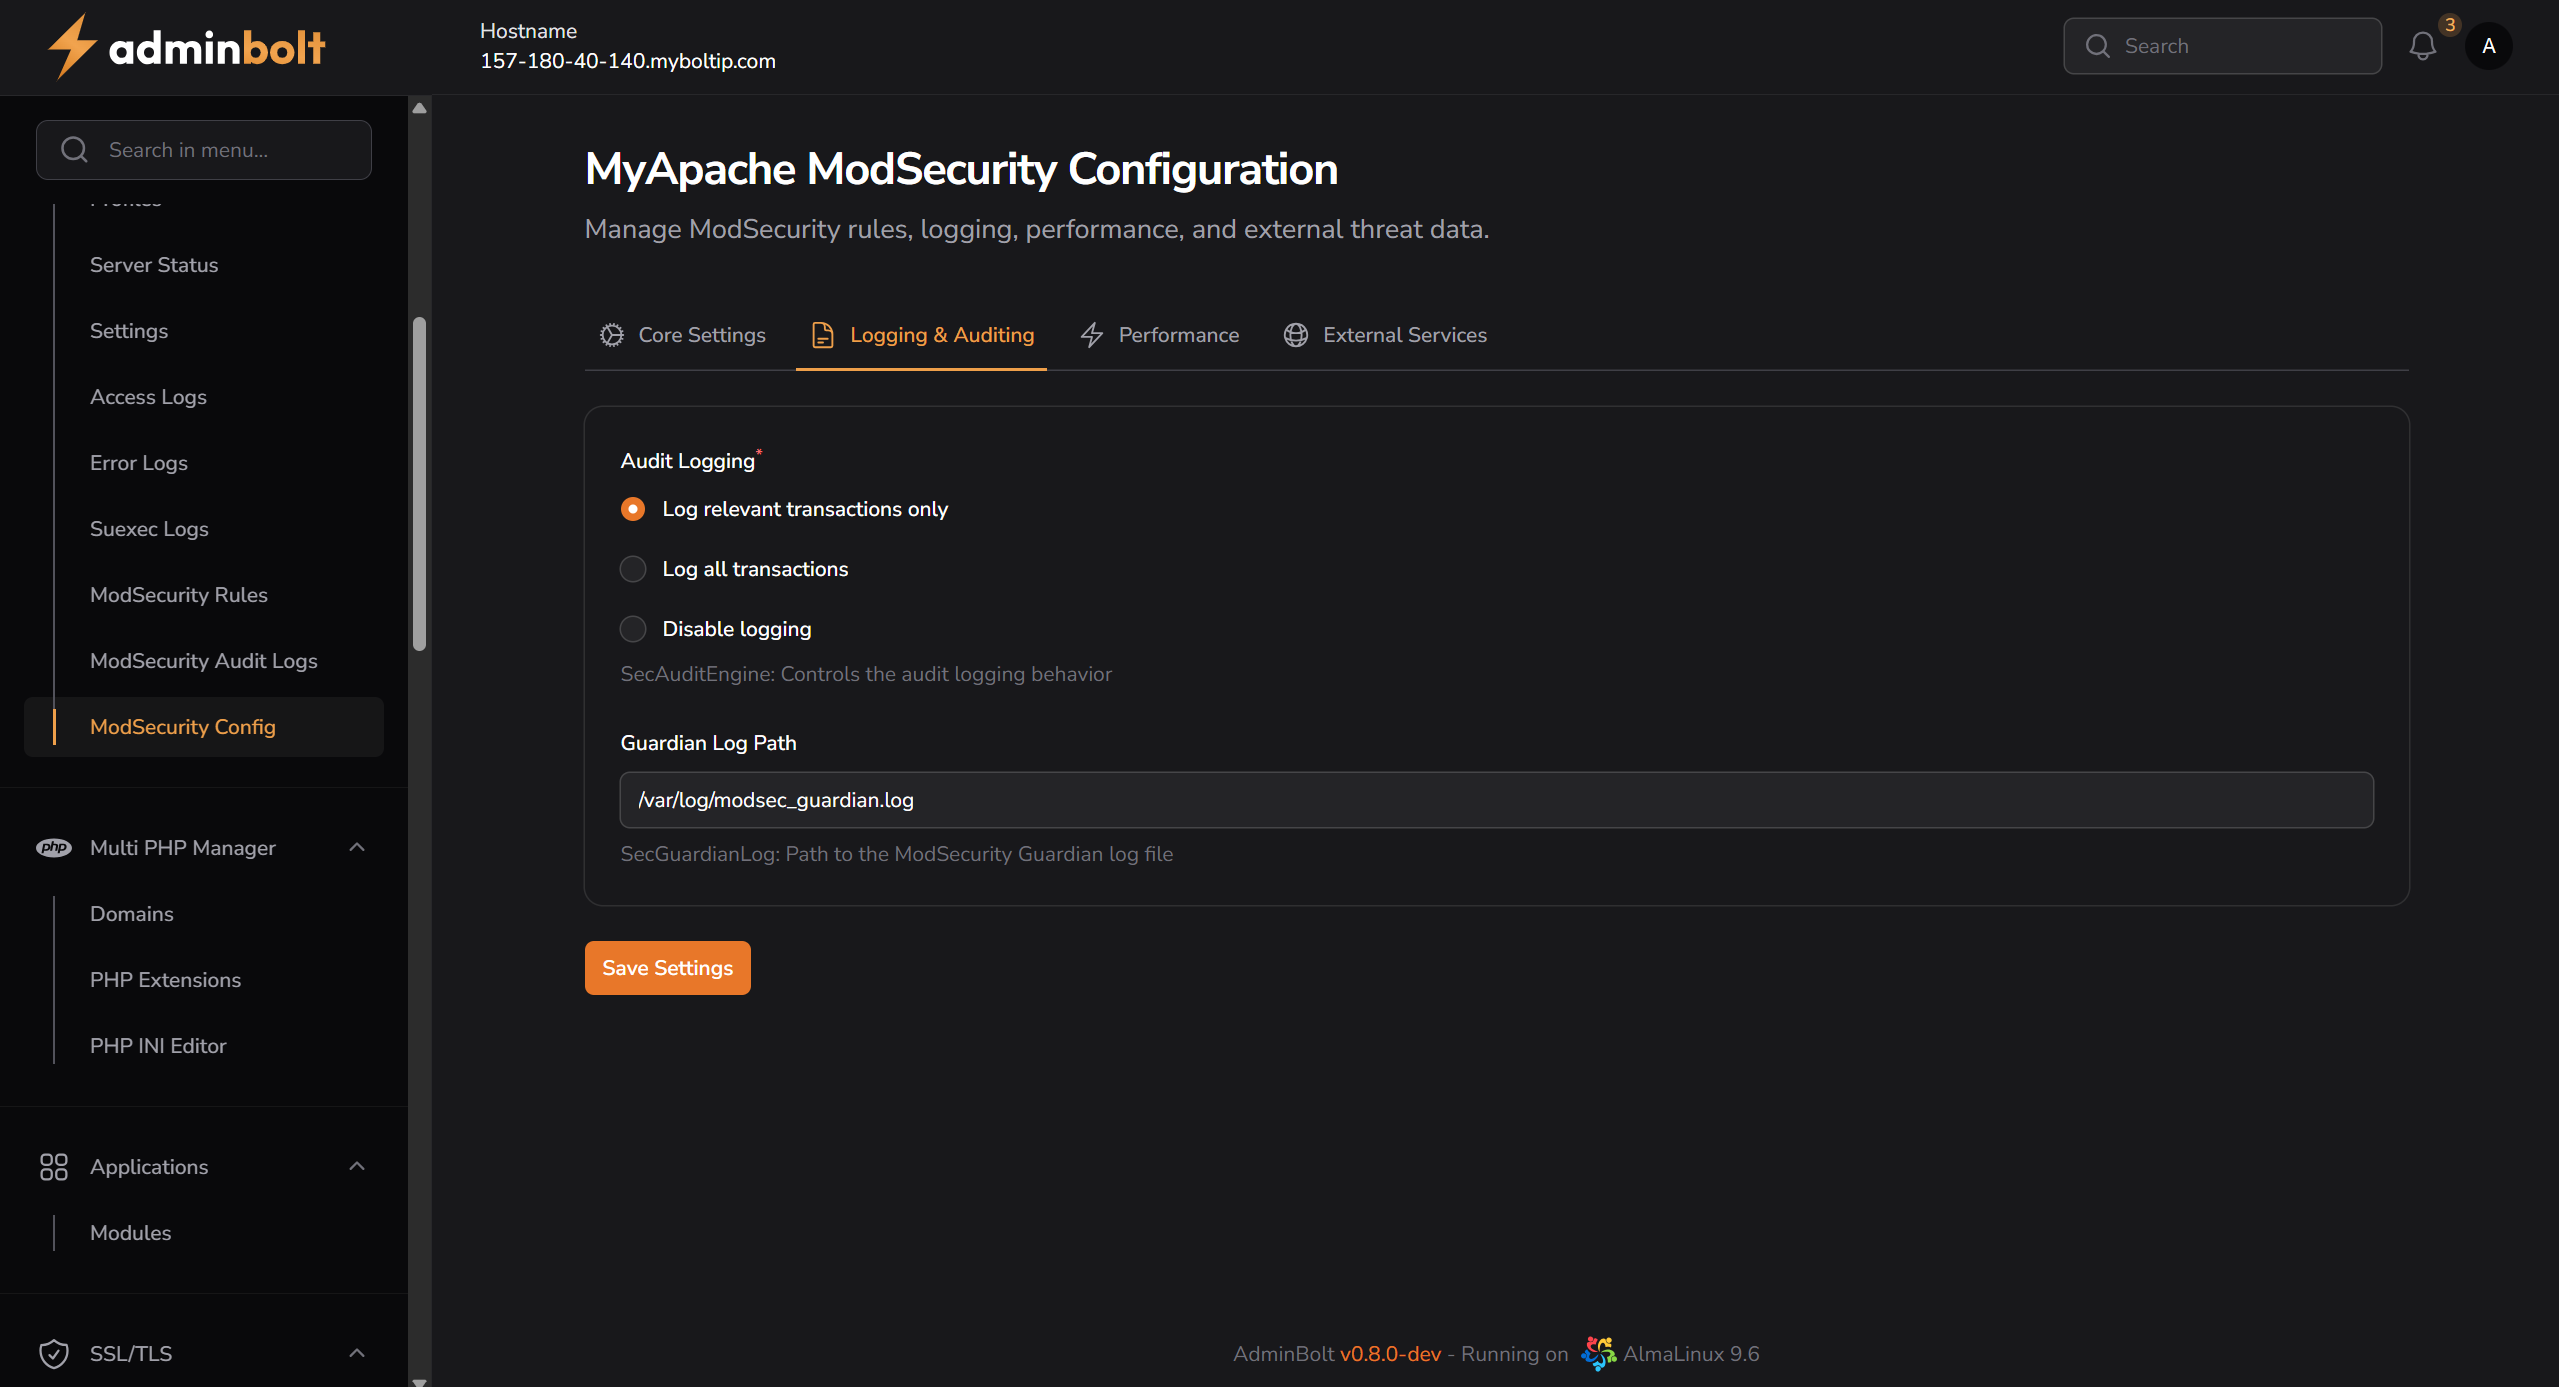 adminbolt
Hostname
157-180-40-140.myboltip.com
Search
3
A
Search in menu...
Profiles
Server Status
Settings
Access Logs
Error Logs
Suexec Logs
ModSecurity Rules
ModSecurity Audit Logs
ModSecurity Config
php
Multi PHP Manager
Domains
PHP Extensions
PHP INI Editor
Applications
Modules
SSL/TLS
MyApache ModSecurity Configuration
Manage ModSecurity rules, logging, performance, and external threat data.
Core Settings
Logging & Auditing
Performance
External Services
Audit Logging*
Log relevant transactions only
Log all transactions
Disable logging
SecAuditEngine: Controls the audit logging behavior
Guardian Log Path
/var/log/modsec_guardian.log
SecGuardianLog: Path to the ModSecurity Guardian log file
Save Settings
AdminBolt v0.8.0-dev - Running on AlmaLinux 9.6